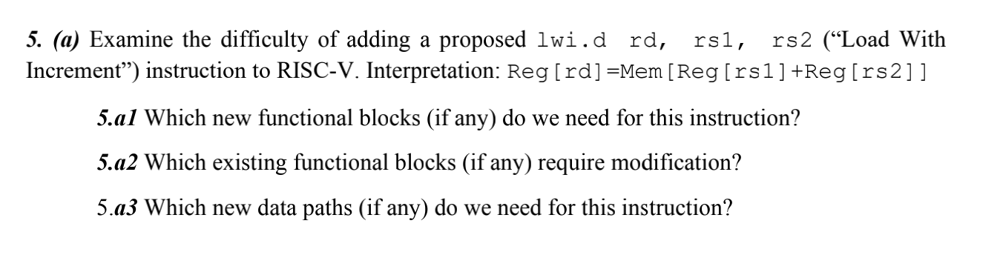 5. (a) Examine the difficulty of adding a proposed lwi.d rd, rs1, rs2 (“Load With
Increment”) instruction to RISC-V. Interpretation: Reg[rd]=Mem[Reg[rs1]+Reg[rs2]]
5.a1 Which new functional blocks (if any) do we need for this instruction?
5.a2 Which existing functional blocks (if any) require modification?
5.a3 Which new data paths (if any) do we need for this instruction?